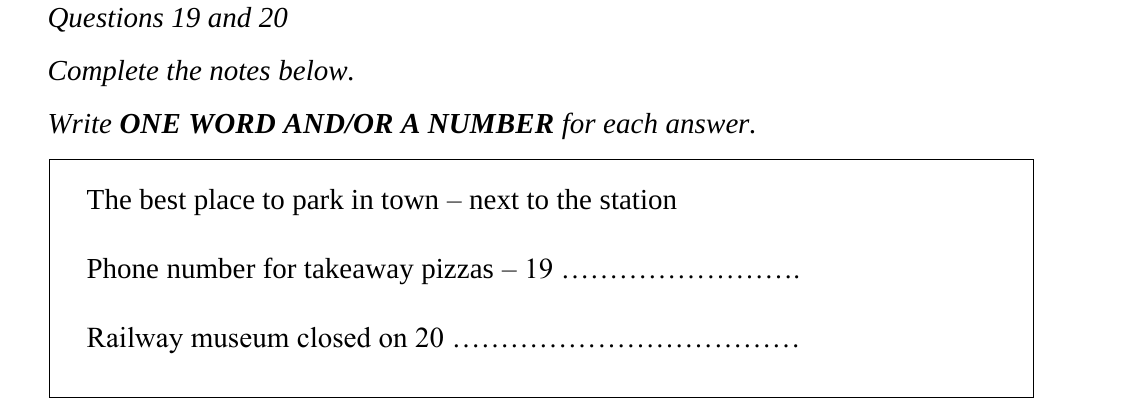 Questions 19 and 20
Complete the notes below.
Write ONE WORD AND/OR A NUMBER for each answer.
The best place to park in town – next to the station
Phone number for takeaway pizzas – 19 …………………….
Railway museum closed on 20 ………………………………